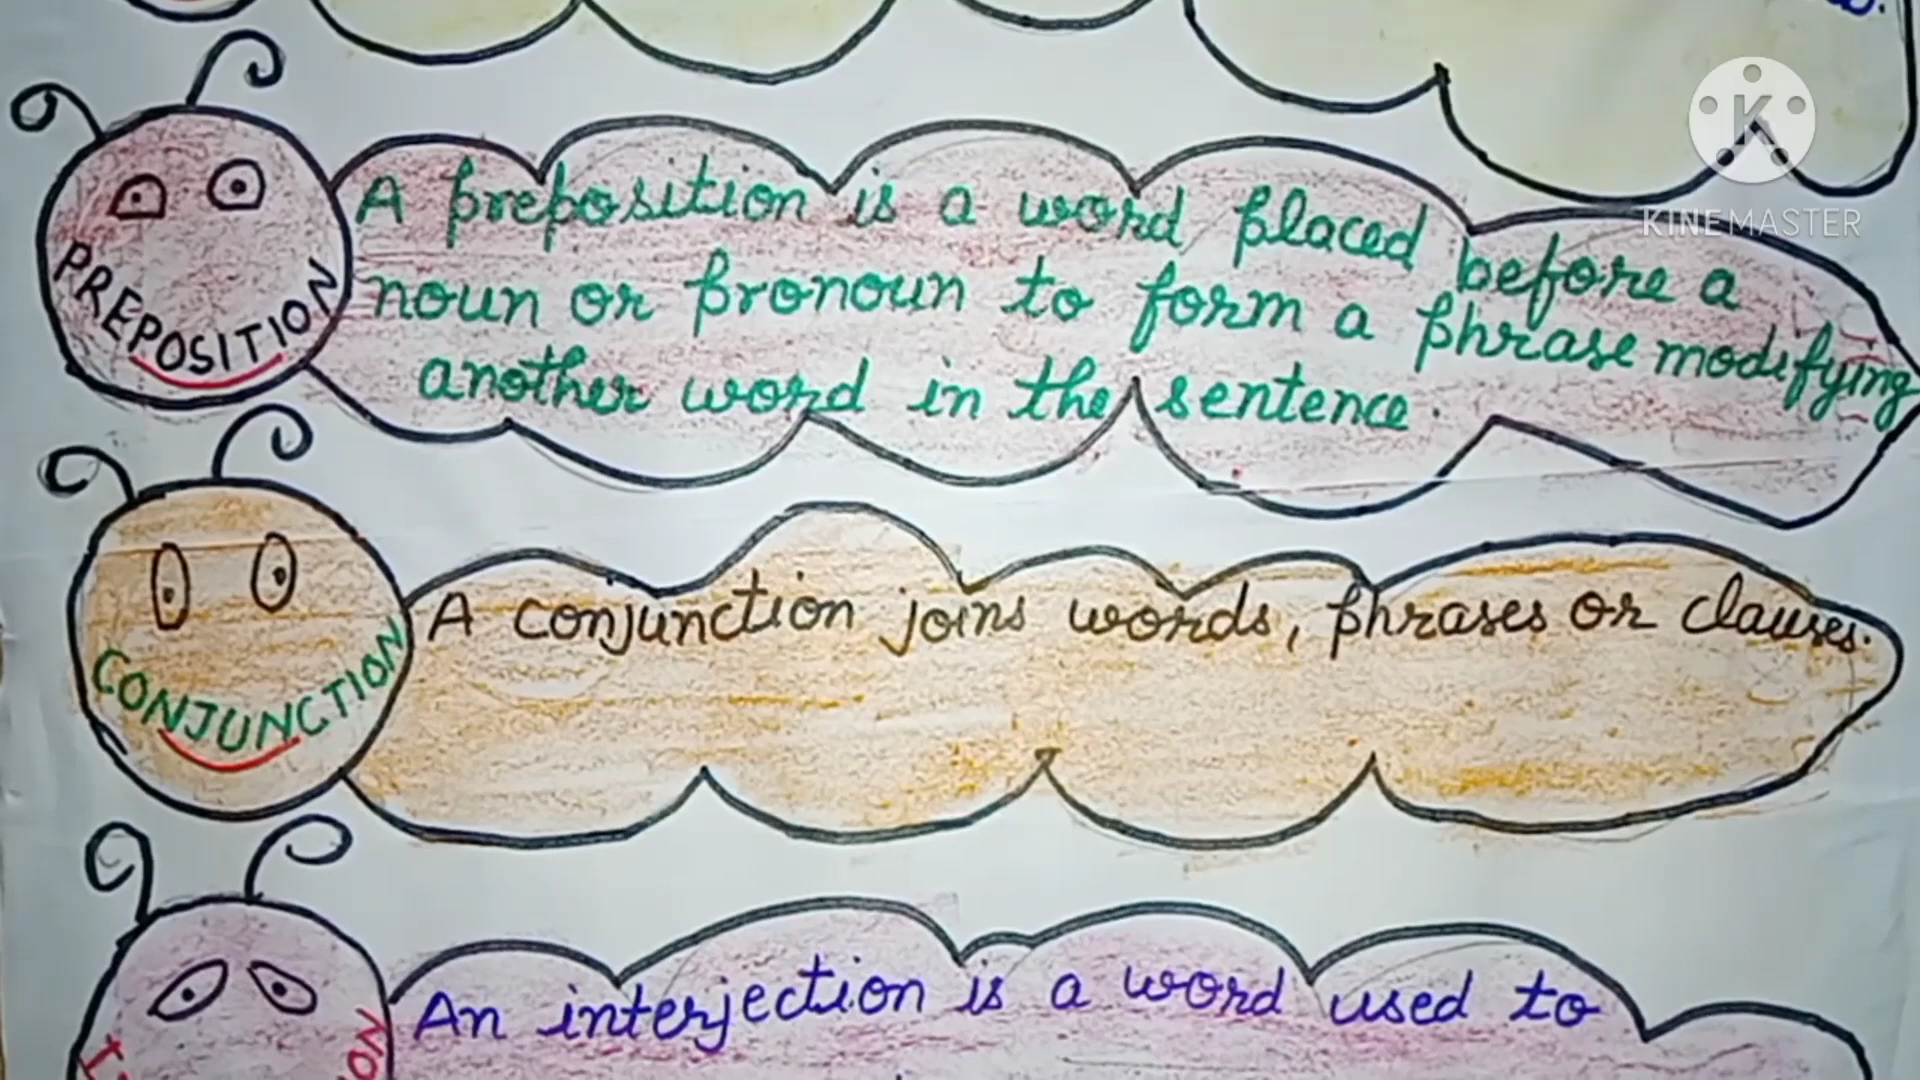 KINEMASTER
PREPOSITION
A preposition is a word placed before a
noun or pronoun to form a phrase modifying
another word in the sentence.
CONJUNCTION
A conjunction joins words, phrases or clauses.
An interjection is a word used to